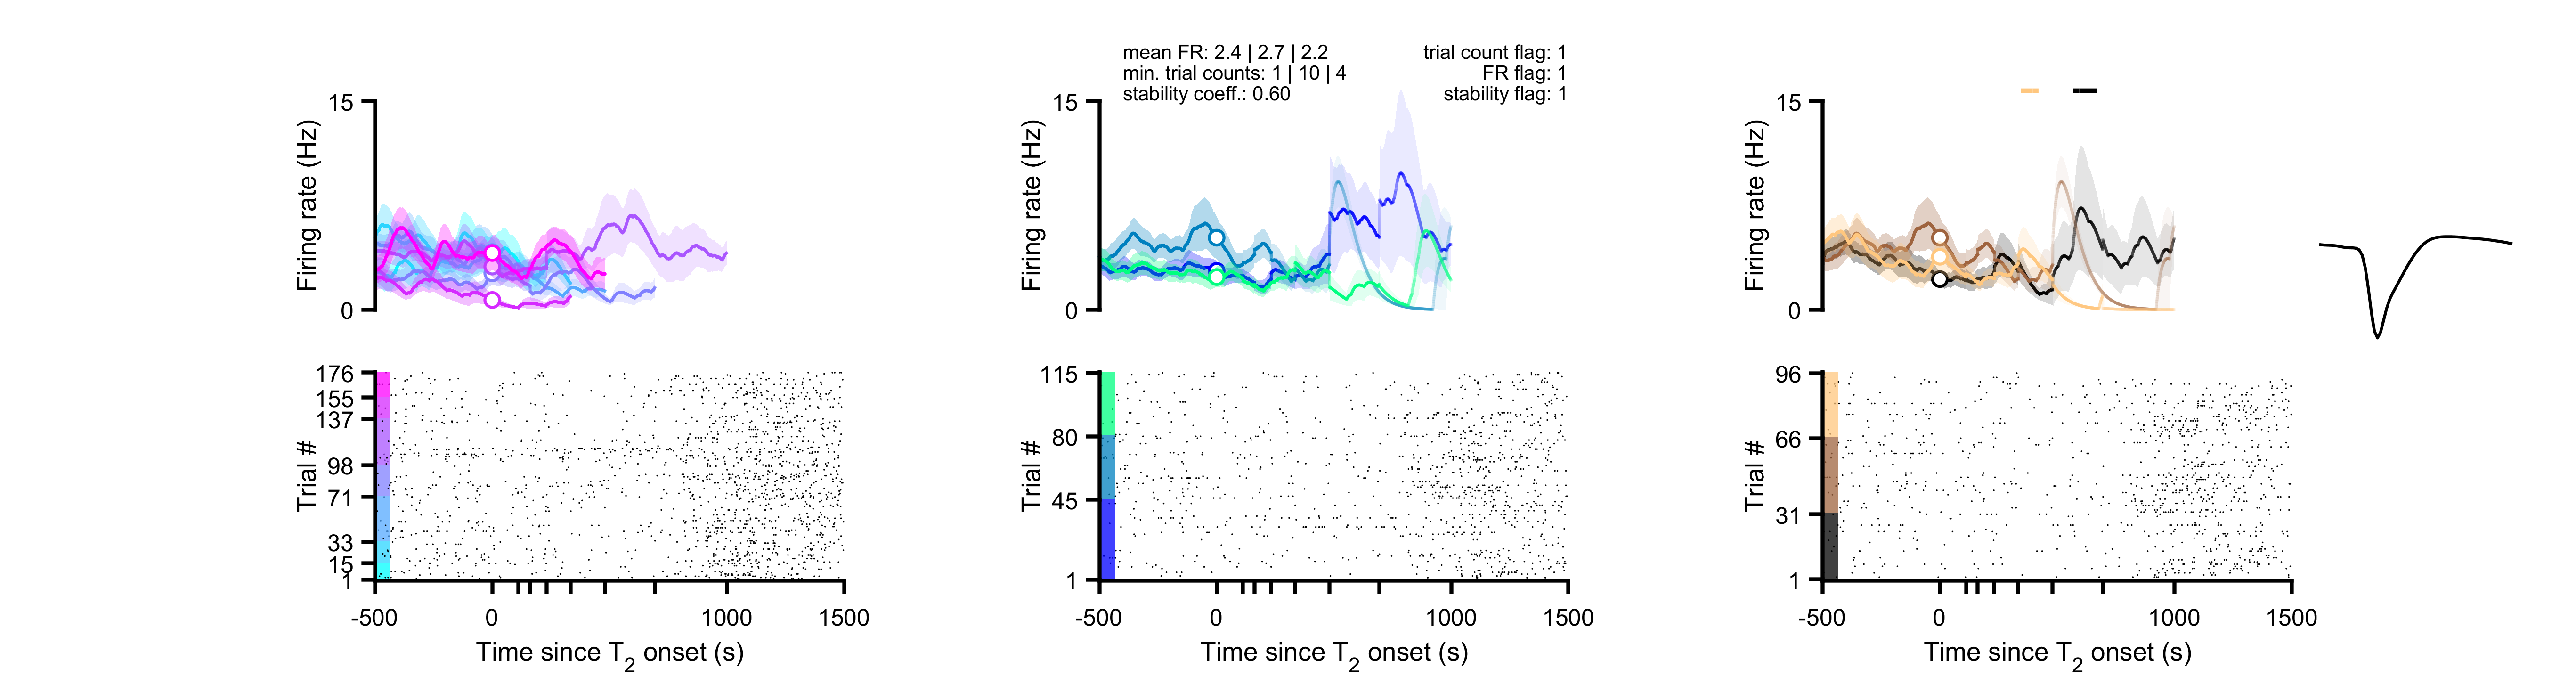 mean FR: 2.4 | 2.7 | 2.2
min. trial counts: 1 | 10 | 4
stability coeff.: 0.60
trial count flag: 1
FR flag: 1
stability flag: 1
15
Firing rate (Hz)
0
15
Firing rate (Hz)
0
15
Firing rate (Hz)
0
176
155
137
98
71
33
15
1
Trial #
-500
0
1000
1500
Time since T2 onset (s)
115
80
45
1
Trial #
-500
0
1000
1500
Time since T2 onset (s)
96
66
31
1
Trial #
-500
0
1000
1500
Time since T2 onset (s)